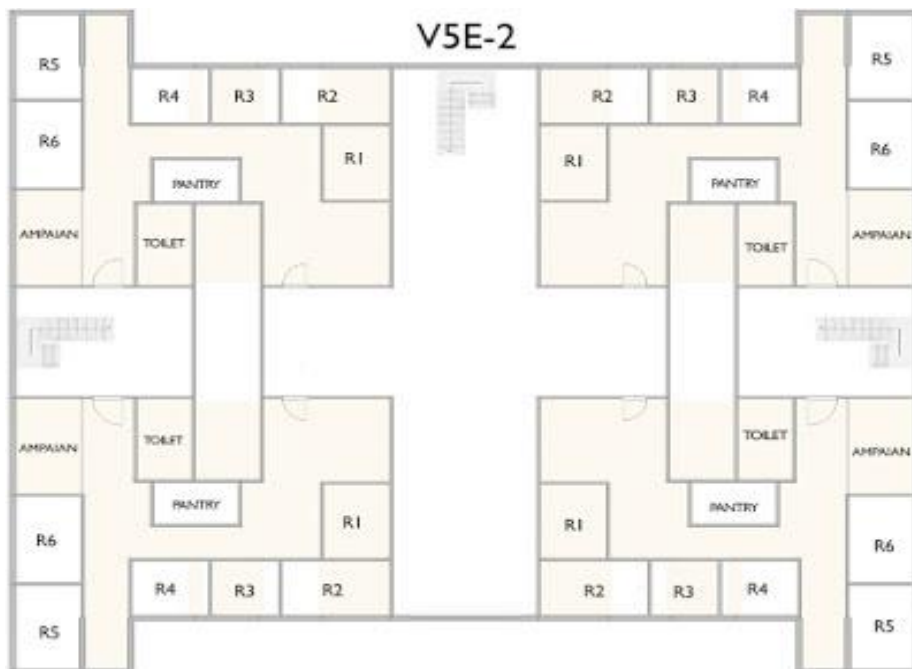 V5E-2
R5
R4
R3
R2
R2
R3
R4
R5
R6
R1
R1
R6
PANTRY
PANTRY
AMPAIAN
TOILET
TOILET
AMPAIAN
AMPAIAN
TOILET
TOILET
AMPAIAN
PANTRY
PANTRY
R6
R1
R1
R6
R4
R3
R2
R2
R3
R4
R5
R5